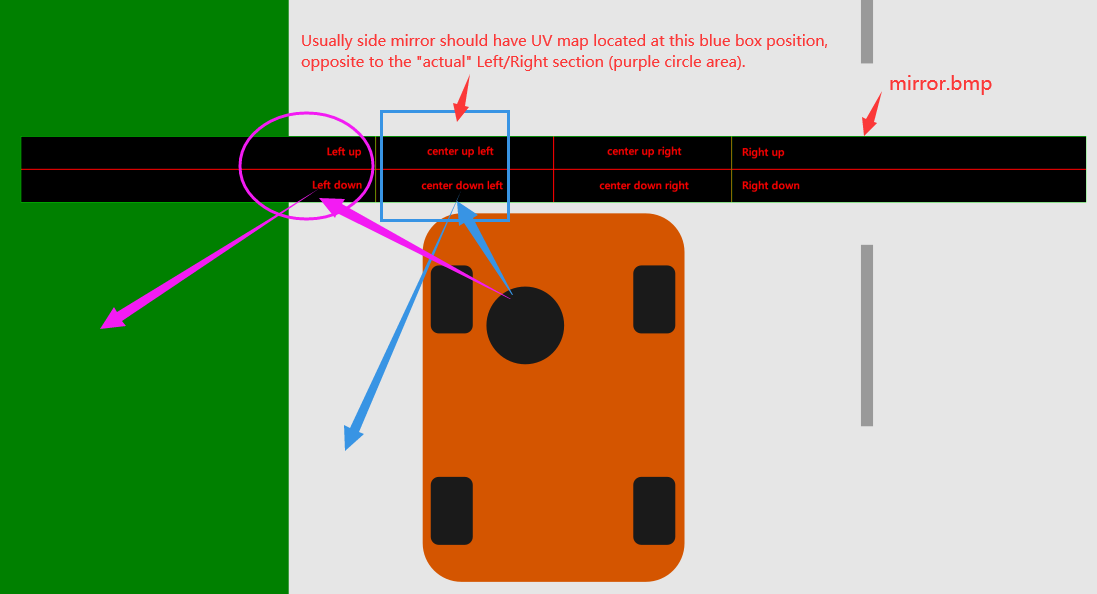 Usually side mirror should have UV map located at this blue box position,
opposite to the "actual" Left/Right section (purple circle area).
mirror.bmp
Left up
center up left
center up right
Right up
Left down
center down left
center down right
Right down